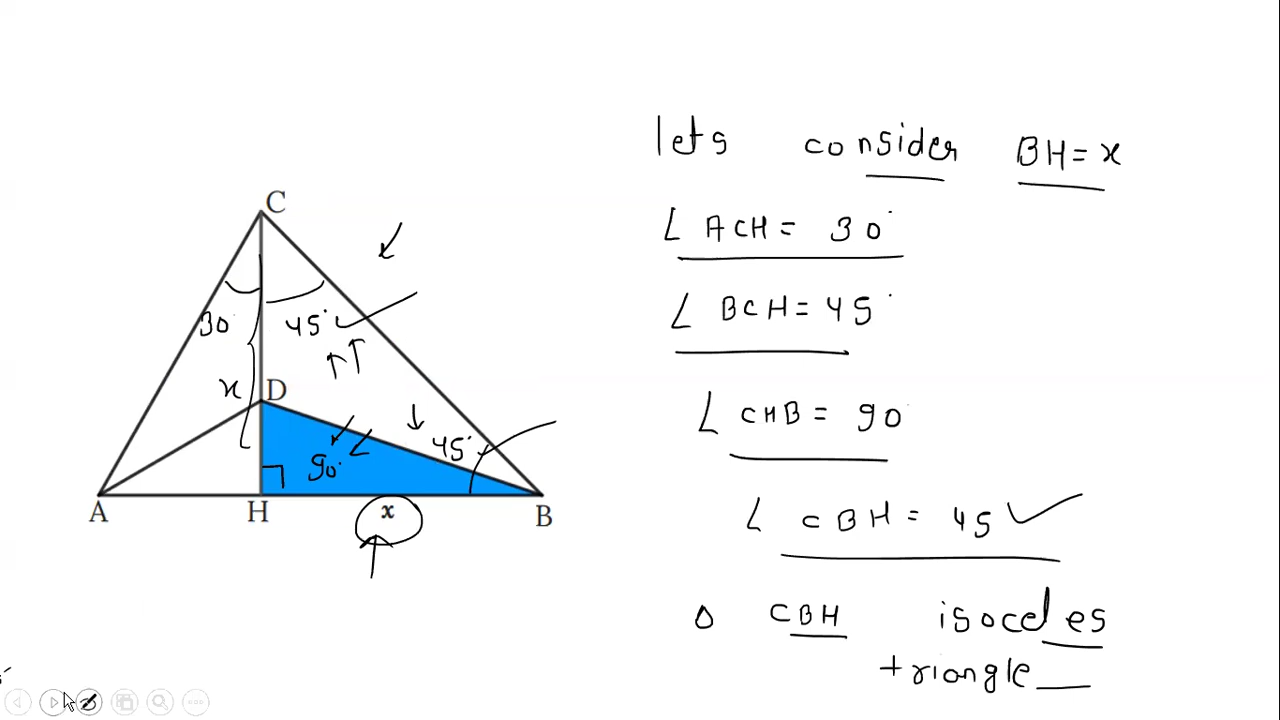 lets consider BH = x
∠ ACH = 30°
∠ BCH = 45°
∠ CHB = 90
∠ CBH = 45
Δ CBH isoceles
triangle
C
30° 45°
x D
45°
90°
A H x B